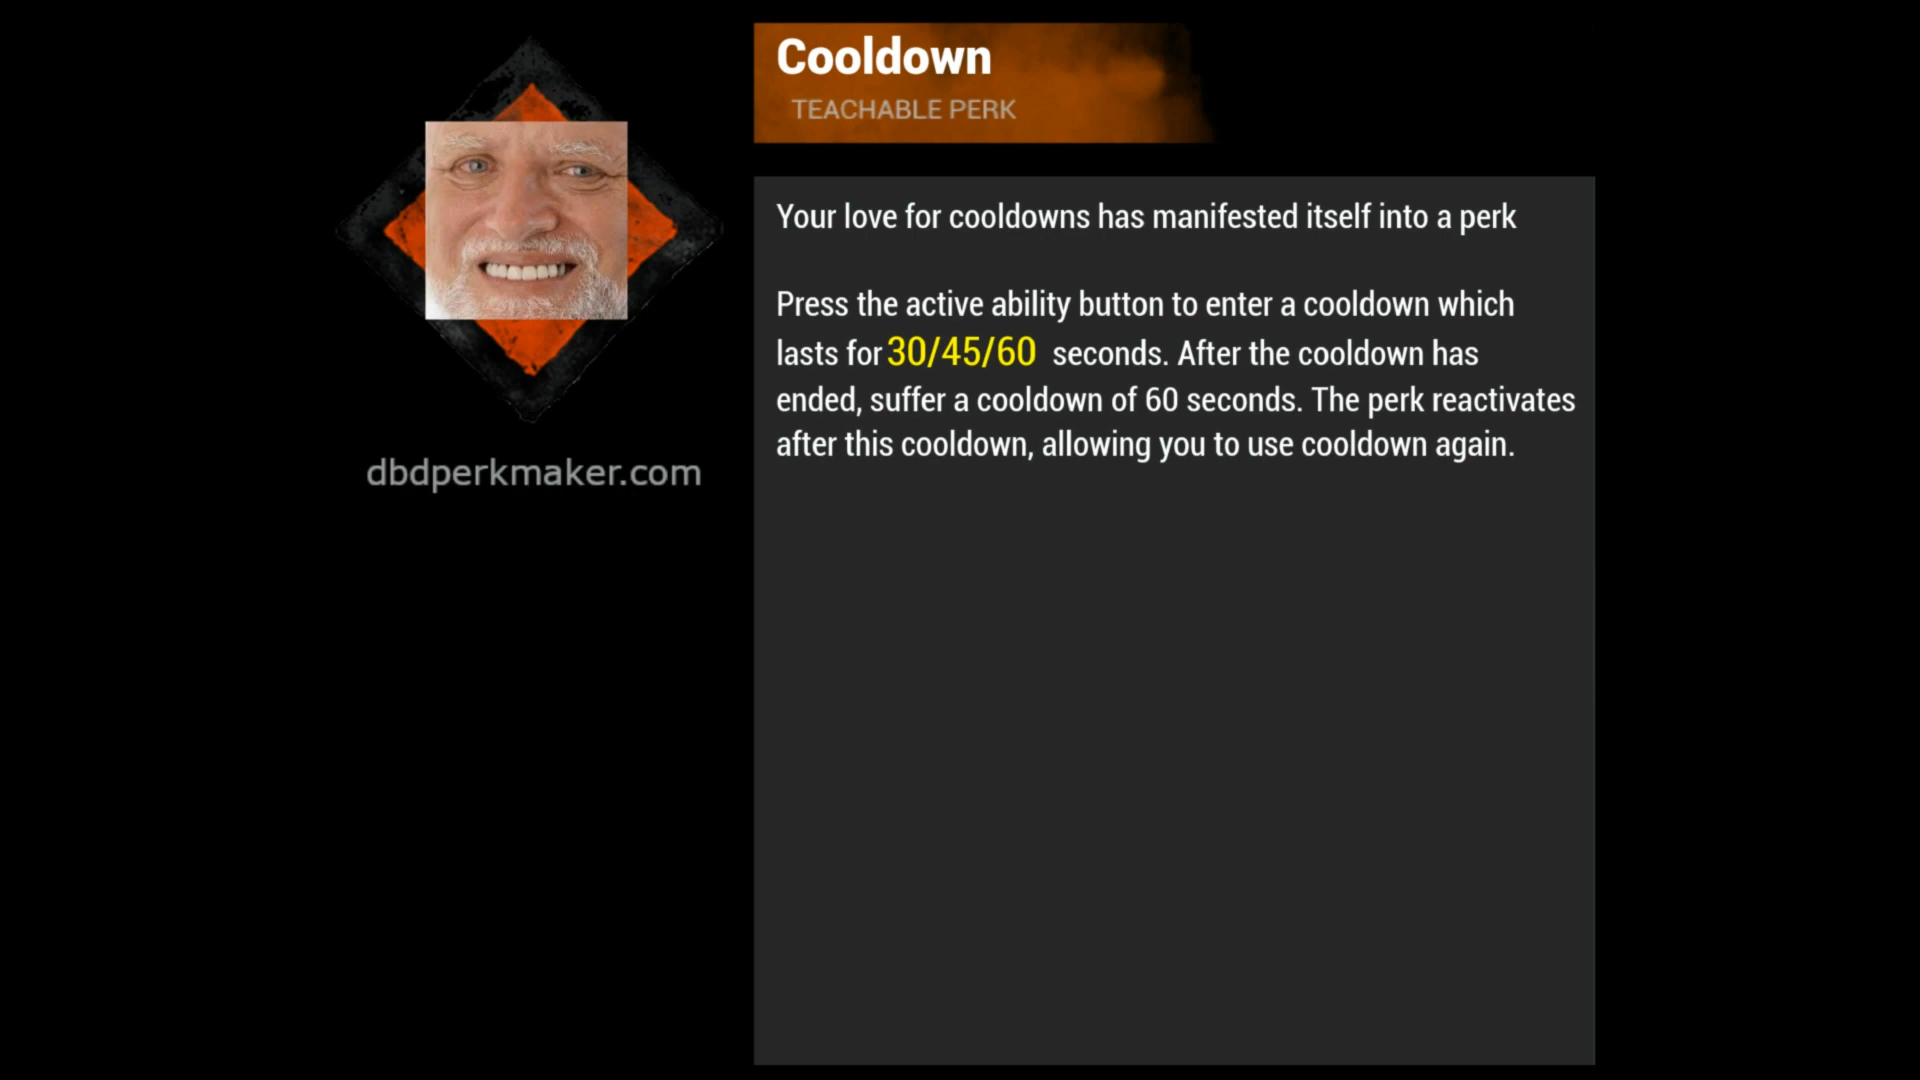 Cooldown
TEACHABLE PERK
Your love for cooldowns has manifested itself into a perk
Press the active ability button to enter a cooldown which
lasts for 30/45/60 seconds. After the cooldown has
ended, suffer a cooldown of 60 seconds. The perk reactivates
after this cooldown, allowing you to use cooldown again.
dbdperkmaker.com